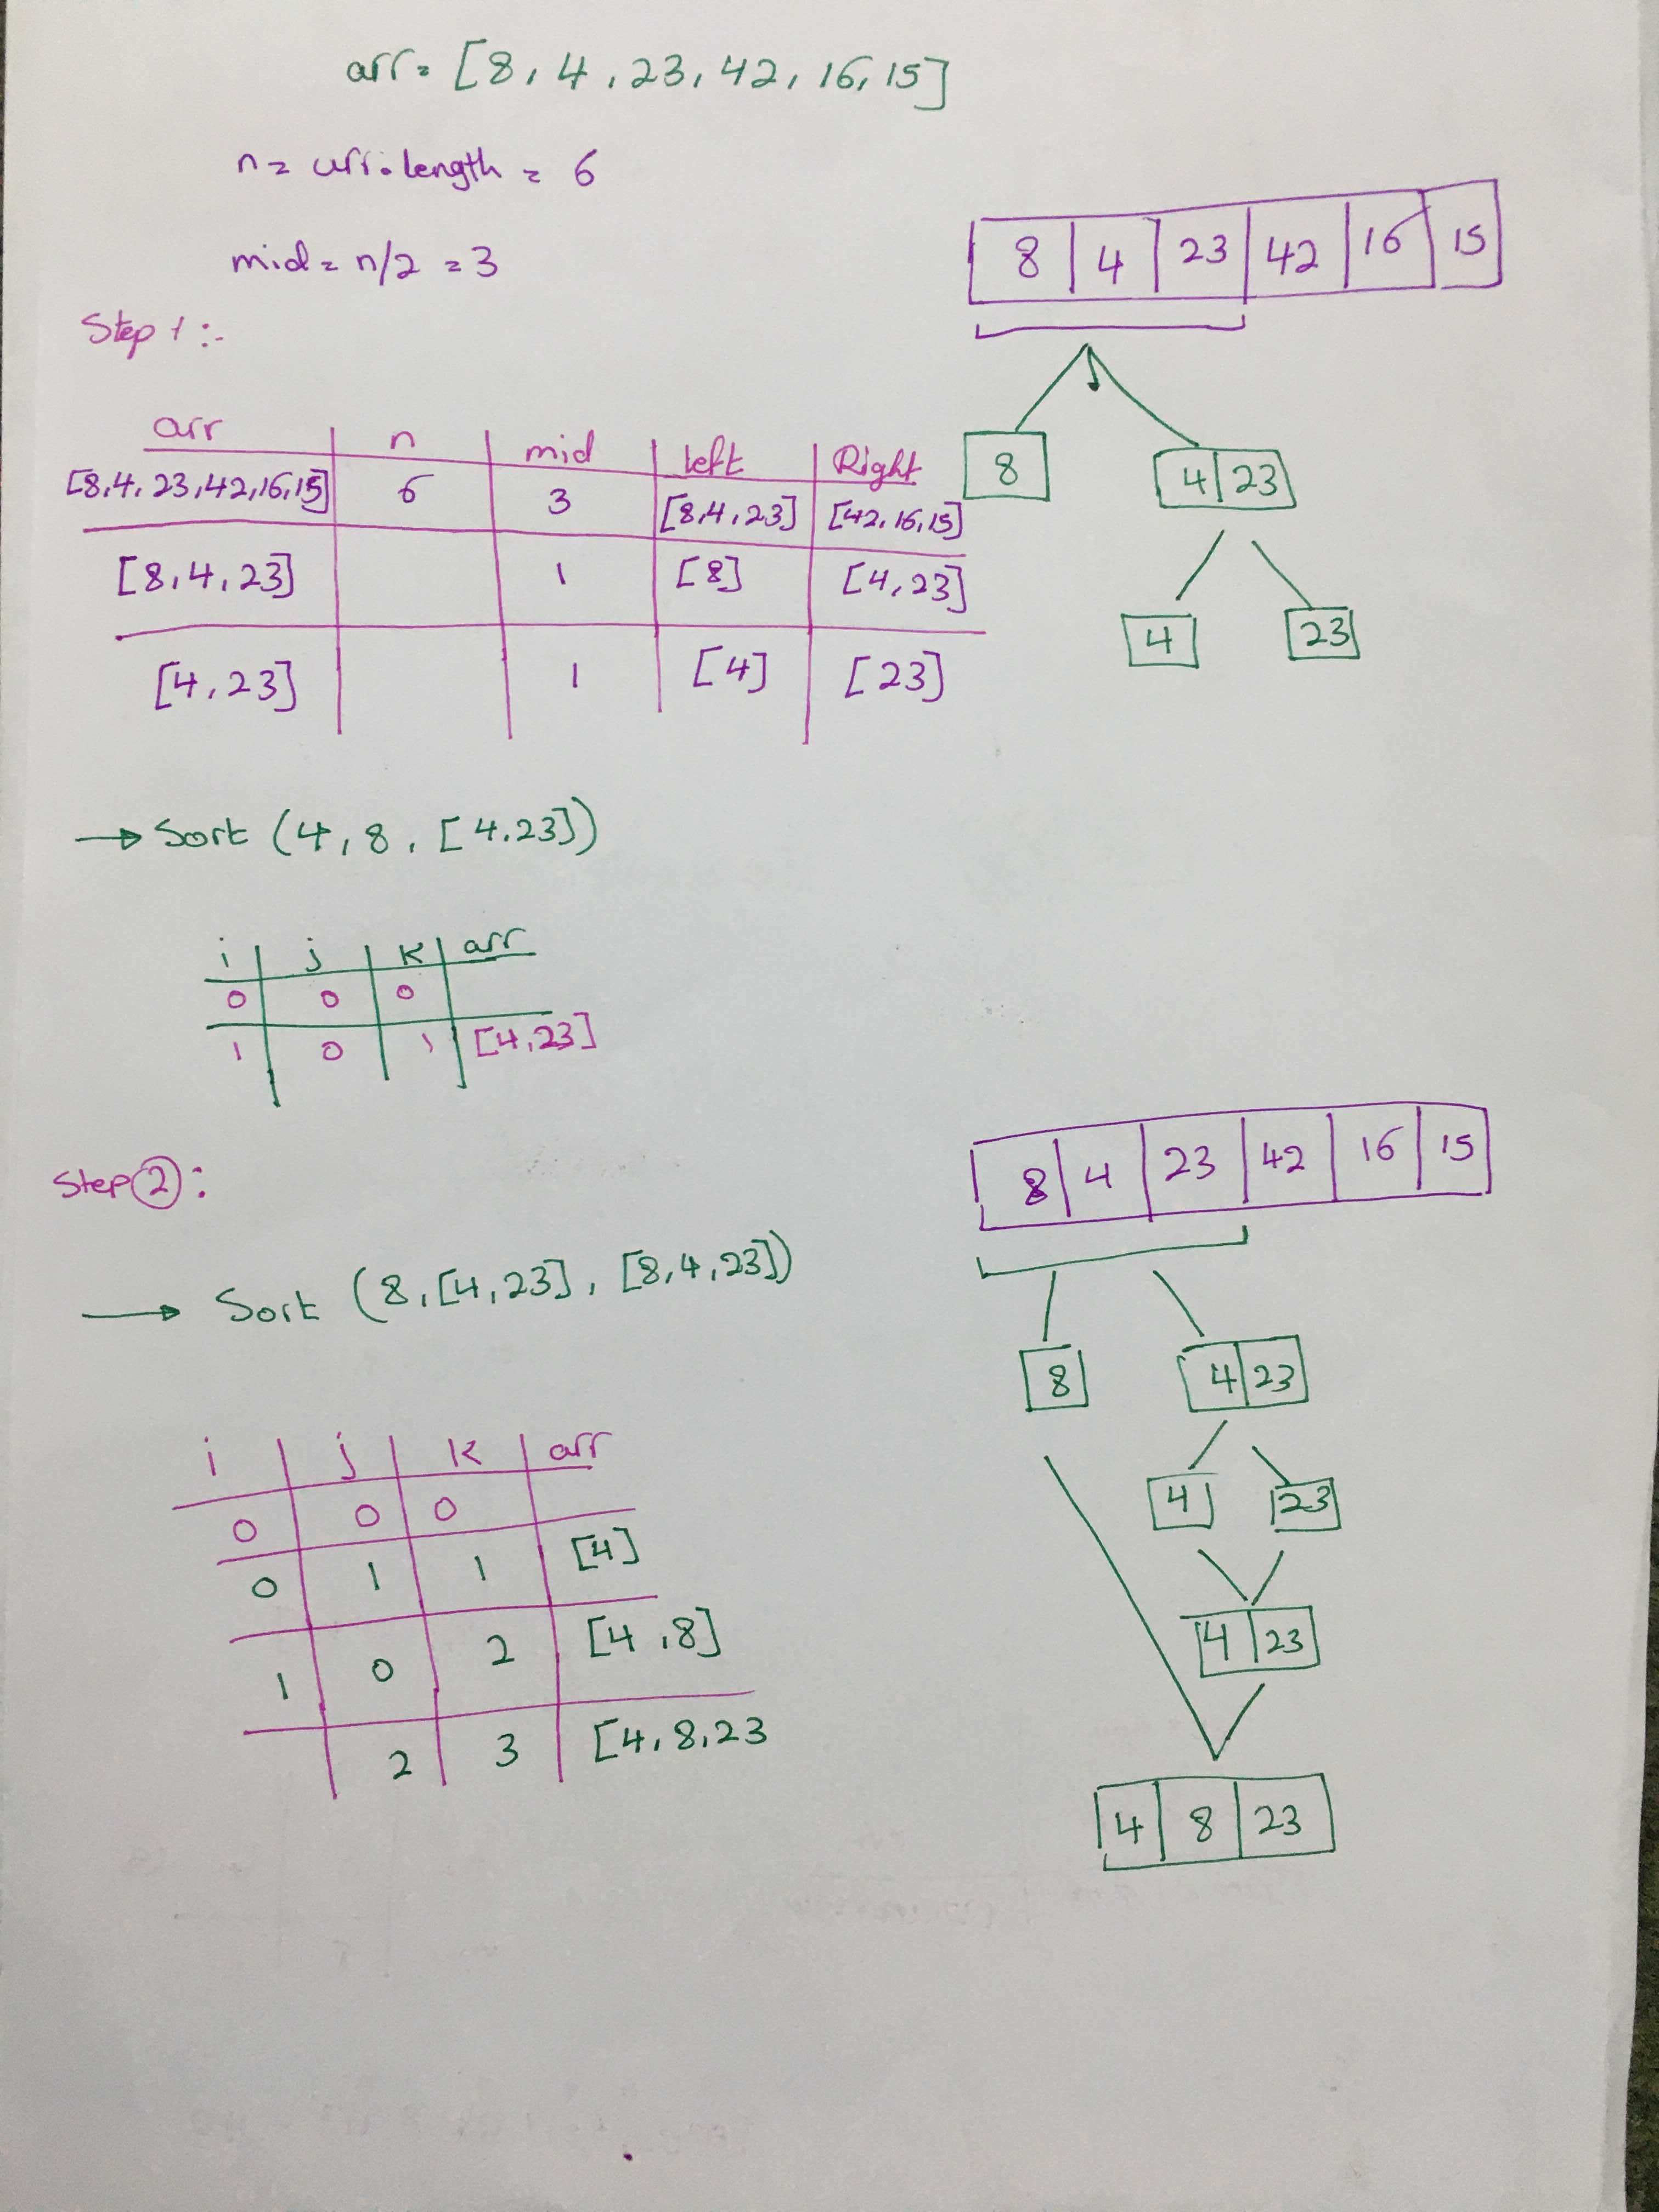 arr = [8, 4, 23, 42, 16, 15]
n = arr.length = 6
mid = n/2 = 3
8 4 23 42 16 15
Step 1 :-
8 4 23
4 23
arr n mid left Right
[8,4,23,42,16,15] 6 3 [8,4,23] [42,16,15]
[8,4,23] 1 [8] [4,23]
[4,23] 1 [4] [23]
→ Sort (4, 8, [4.23])
i j k arr
0 0 0
1 0 1 [4,23]
Step 2 :
8 4 23 42 16 15
→ Sort (8, [4,23], [8,4,23])
8 4 23
4 23
4 23
4 8 23
i j k arr
0 0 0
0 1 1 [4]
1 0 2 [4,8]
2 3 [4,8,23